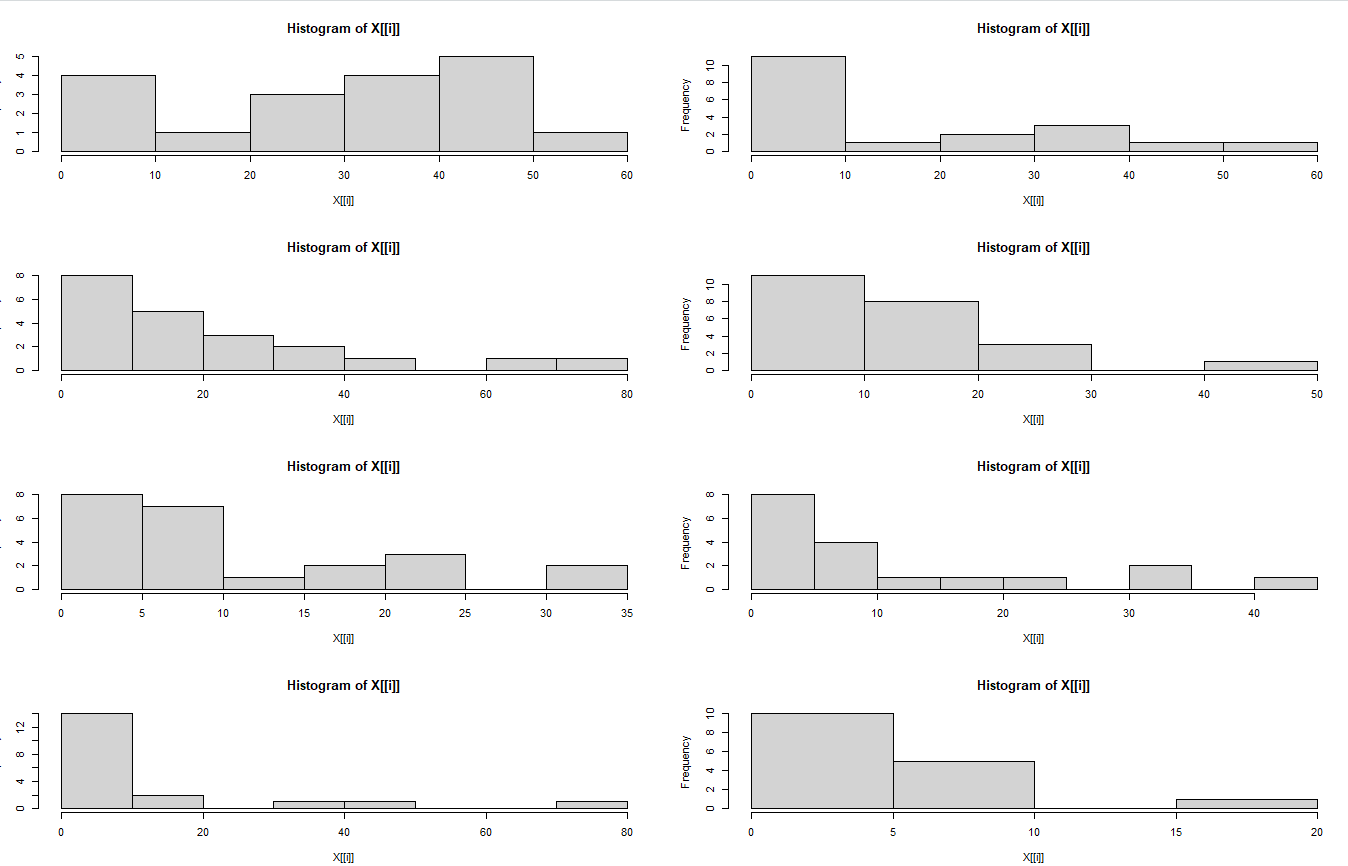 Histogram of X[[i]]
0 1 2 3 4 5
0 10 20 30 40 50 60
X[[i]]
Histogram of X[[i]]
Frequency
0 2 4 6 8 10
0 10 20 30 40 50 60
X[[i]]
Histogram of X[[i]]
0 2 4 6 8
0 20 40 60 80
X[[i]]
Histogram of X[[i]]
Frequency
0 2 4 6 8 10
0 10 20 30 40 50
X[[i]]
Histogram of X[[i]]
0 2 4 6 8
0 5 10 15 20 25 30 35
X[[i]]
Histogram of X[[i]]
Frequency
0 2 4 6 8
0 10 20 30 40
X[[i]]
Histogram of X[[i]]
0 4 8 12
0 20 40 60 80
X[[i]]
Histogram of X[[i]]
Frequency
0 2 4 6 8 10
0 5 10 15 20
X[[i]]